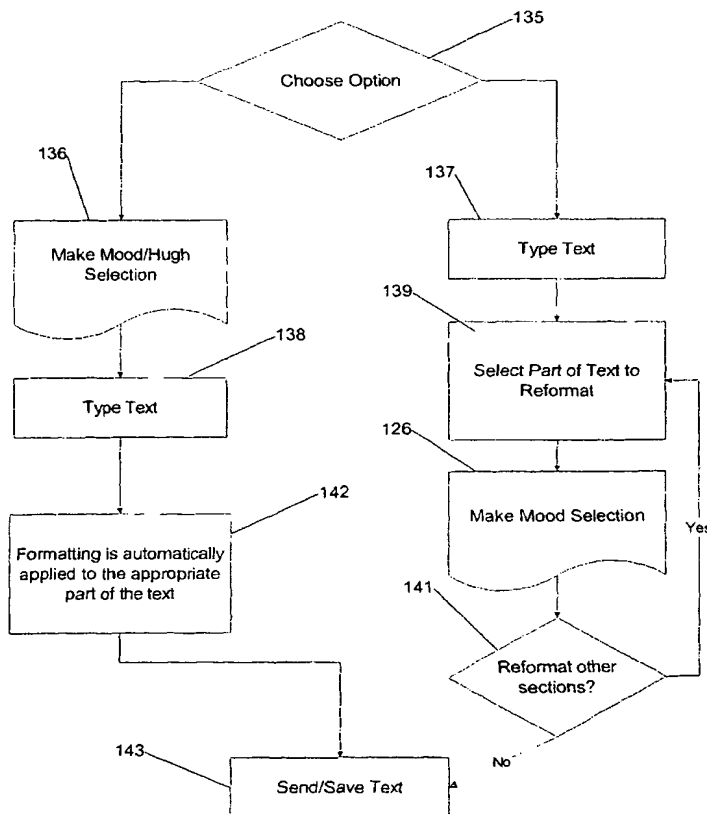 135
Choose Option
136
137
Make Mood/Hugh
Selection
Type Text
139
138
Select Part of Text to
Reformat
Type Text
126
142
Make Mood Selection
Yes
Formatting is automatically
applied to the appropriate
part of the text
141
Reformat other
sections?
No
143
Send/Save Text